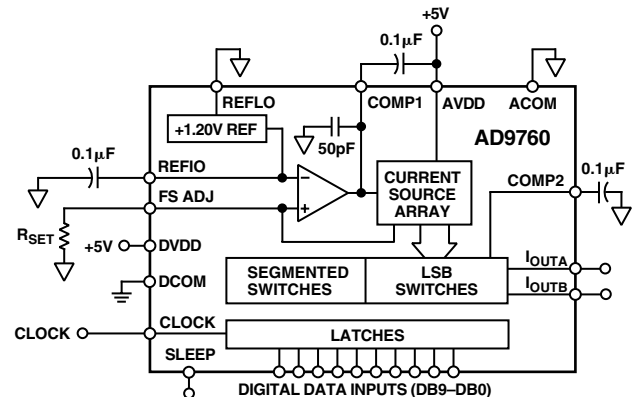 +5V
0.1µF
REFLO
COMP1
AVDD
ACOM
+1.20V REF
50pF
AD9760
0.1µF
REFIO
FS ADJ
CURRENT
SOURCE
ARRAY
COMP2
0.1µF
RSET
+5V
DVDD
DCOM
SEGMENTED
SWITCHES
LSB
SWITCHES
IOUTA
IOUTB
CLOCK
CLOCK
LATCHES
SLEEP
DIGITAL DATA INPUTS (DB9–DB0)